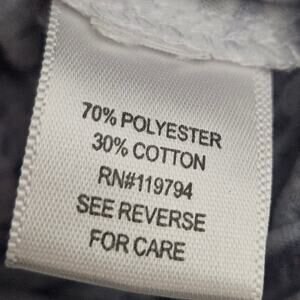 70% POLYESTER
30% COTTON
RN#119794
SEE REVERSE
FOR CARE